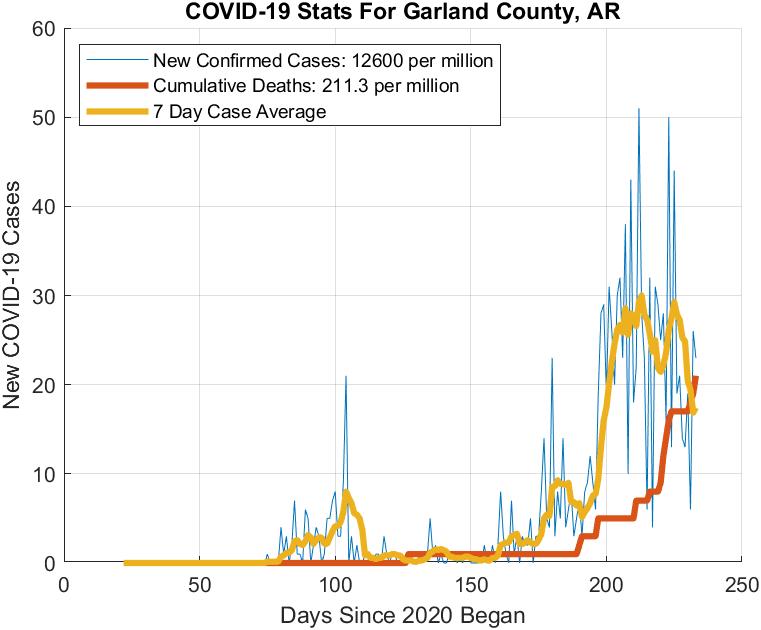 COVID-19 Stats For Garland County, AR
60
New Confirmed Cases: 12600 per million
Cumulative Deaths: 211.3 per million
7 Day Case Average
50
40
30
20
10
0
New COVID-19 Cases
0 50 100 150 200 250
Days Since 2020 Began